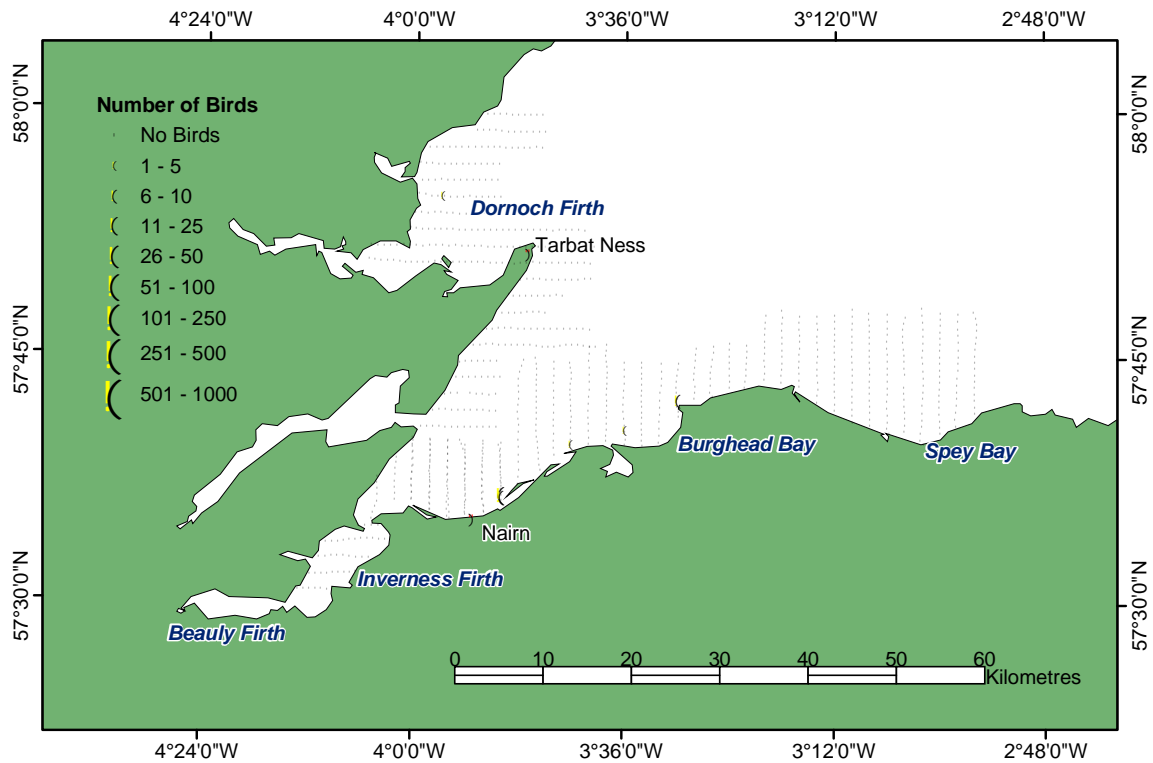 4°24'0"W 4°0'0"W 3°36'0"W 3°12'0"W 2°48'0"W
58°0'0"N
58°0'0"N
Number of Birds
No Birds
1 - 5
6 - 10
11 - 25
26 - 50
51 - 100
101 - 250
251 - 500
501 - 1000
Dornoch Firth
Tarbat Ness
57°45'0"N
57°45'0"N
Burghead Bay
Spey Bay
Nairn
Inverness Firth
57°30'0"N
57°30'0"N
Beauly Firth
0 10 20 30 40 50 60
Kilometres
4°24'0"W 4°0'0"W 3°36'0"W 3°12'0"W 2°48'0"W